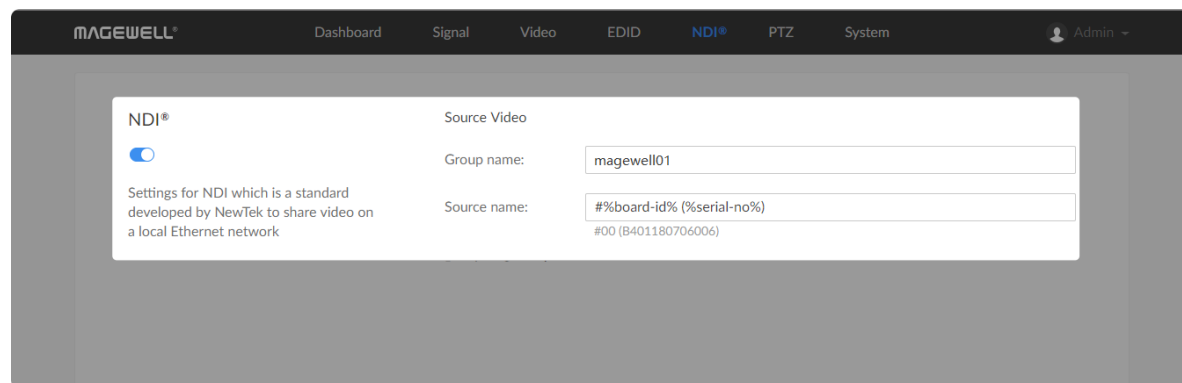 MAGEWELL®
Dashboard
Signal
Video
EDID
NDI®
PTZ
System
Admin
NDI®
Settings for NDI which is a standard
developed by NewTek to share video on
a local Ethernet network
Source Video
Group name:
magewell01
Source name:
#%board-id% (%serial-no%)
#00 (B401180706006)